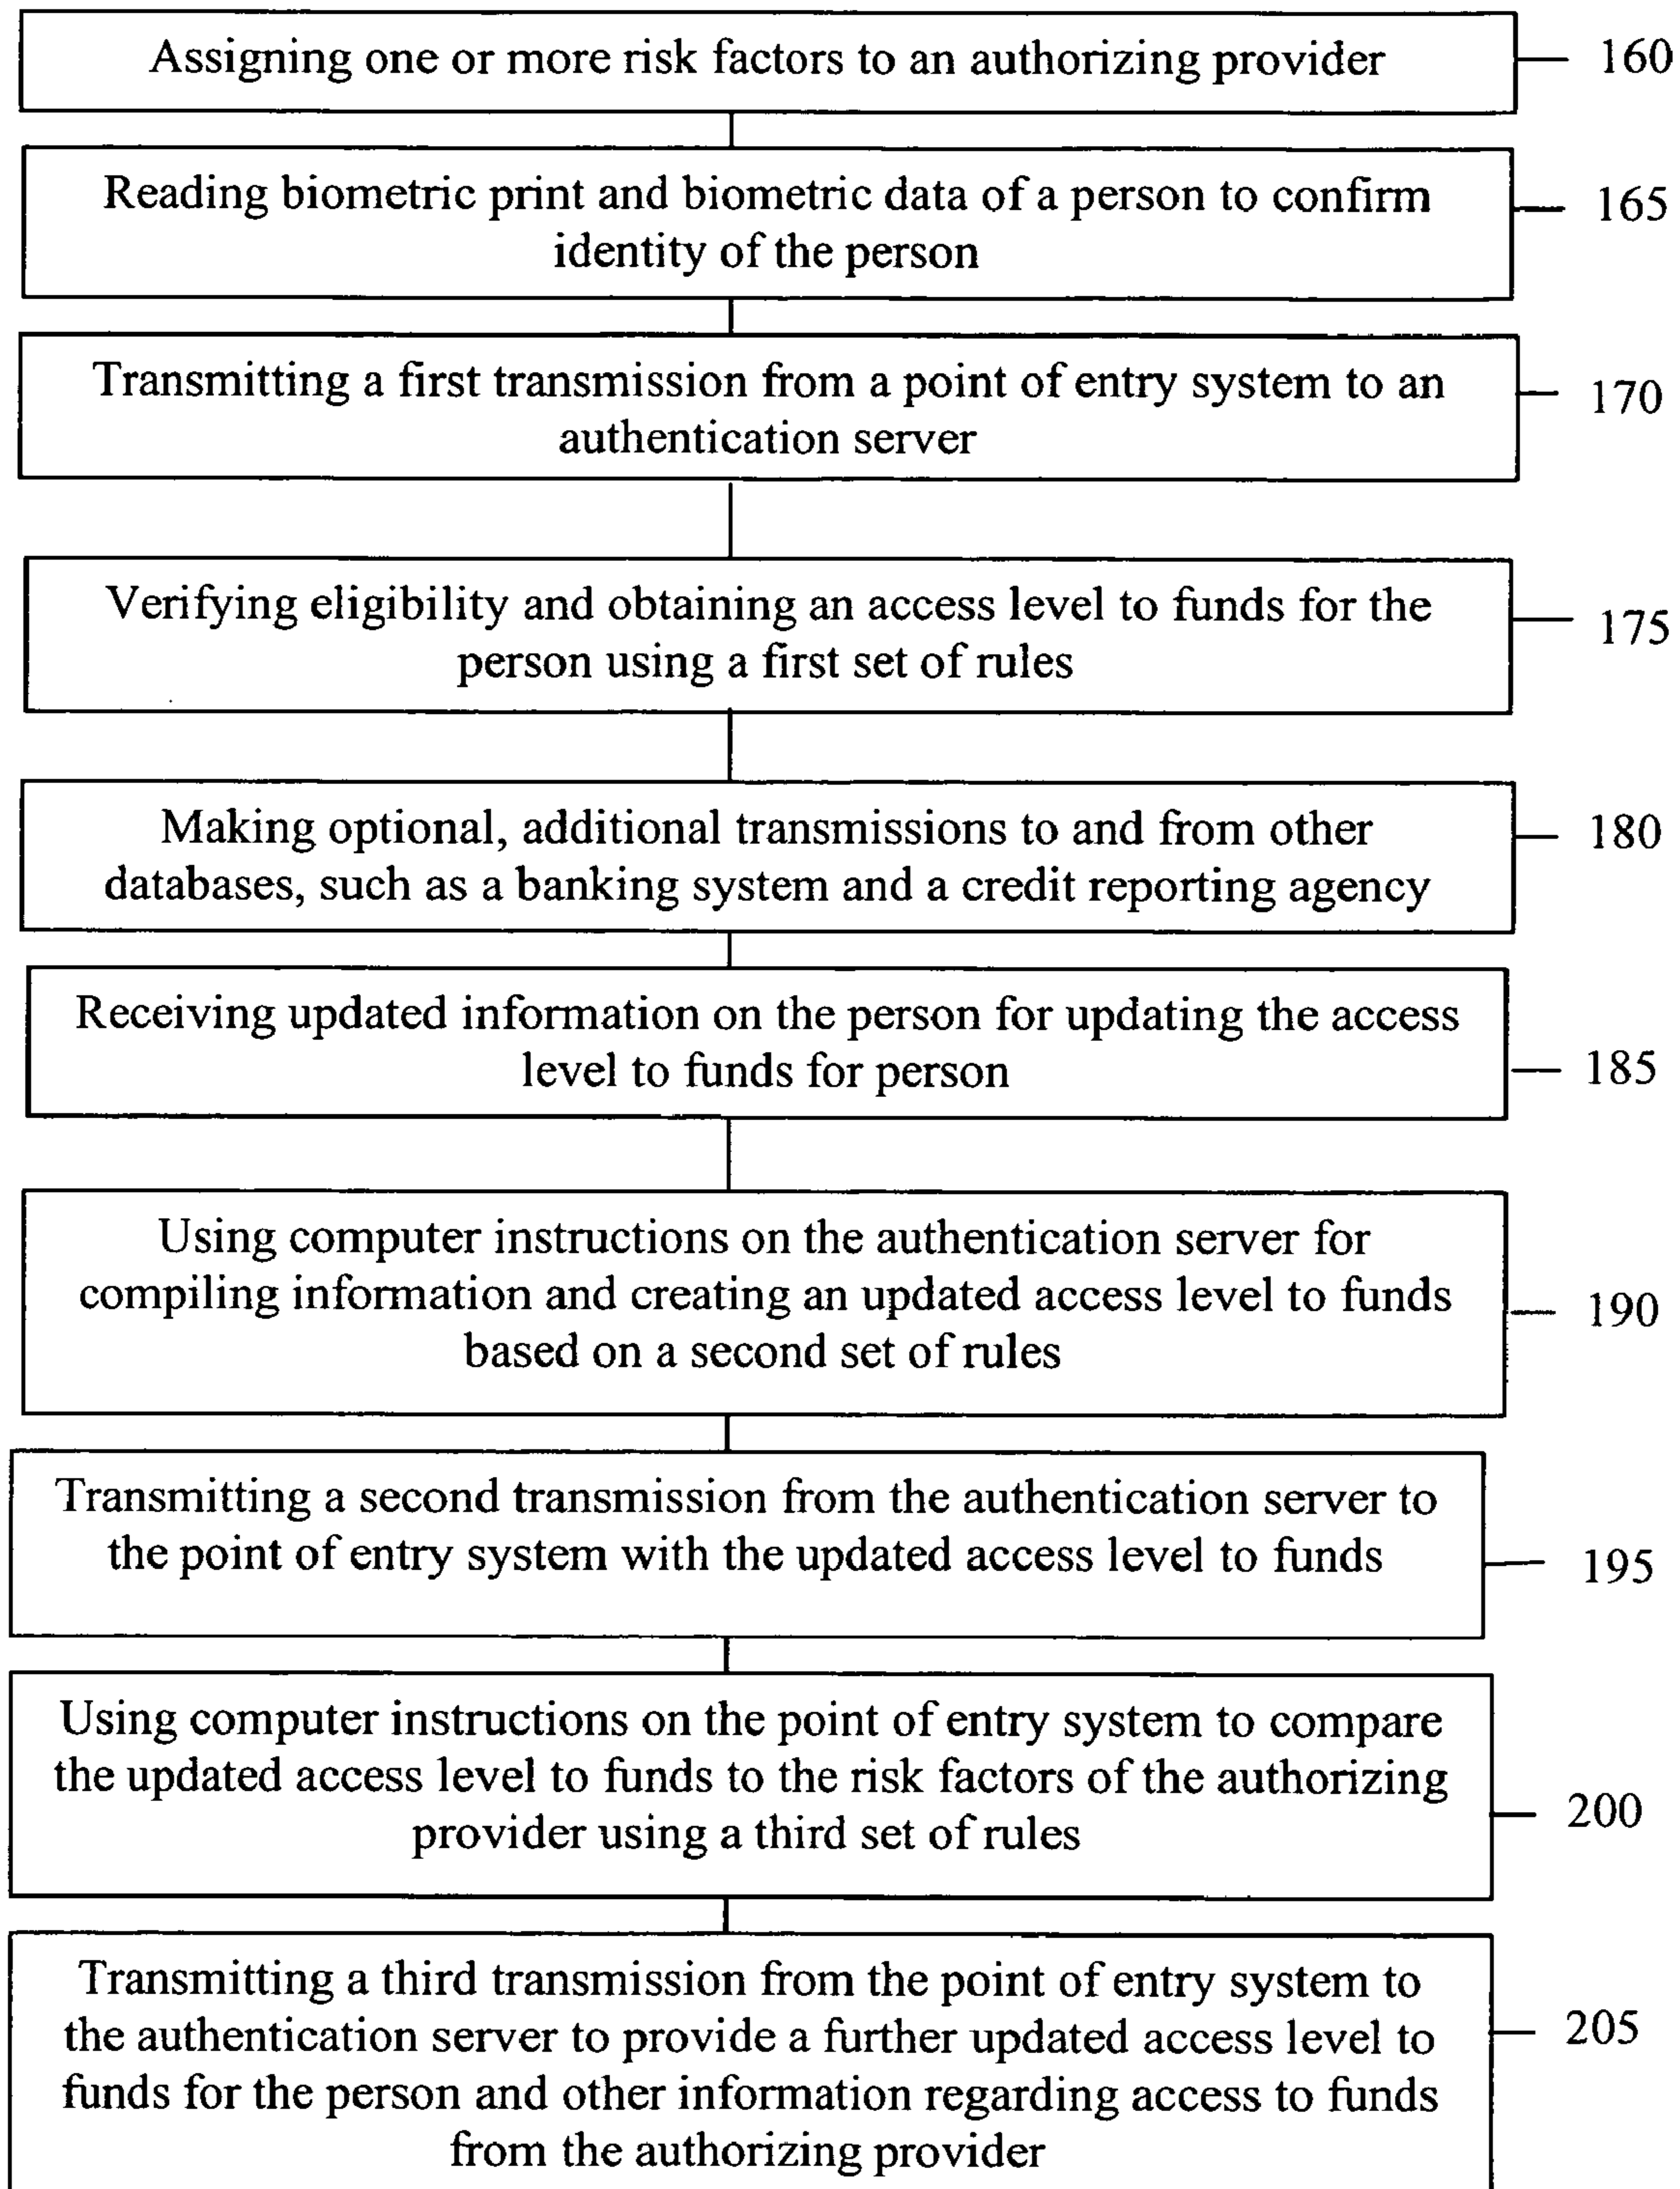 Assigning one or more risk factors to an authorizing provider
160
Reading biometric print and biometric data of a person to confirm
identity of the person
165
Transmitting a first transmission from a point of entry system to an
authentication server
170
Verifying eligibility and obtaining an access level to funds for the
person using a first set of rules
175
Making optional, additional transmissions to and from other
databases, such as a banking system and a credit reporting agency
180
Receiving updated information on the person for updating the access
level to funds for person
185
Using computer instructions on the authentication server for
compiling information and creating an updated access level to funds
based on a second set of rules
190
Transmitting a second transmission from the authentication server to
the point of entry system with the updated access level to funds
195
Using computer instructions on the point of entry system to compare
the updated access level to funds to the risk factors of the authorizing
provider using a third set of rules
200
Transmitting a third transmission from the point of entry system to
the authentication server to provide a further updated access level to
funds for the person and other information regarding access to funds
from the authorizing provider
205